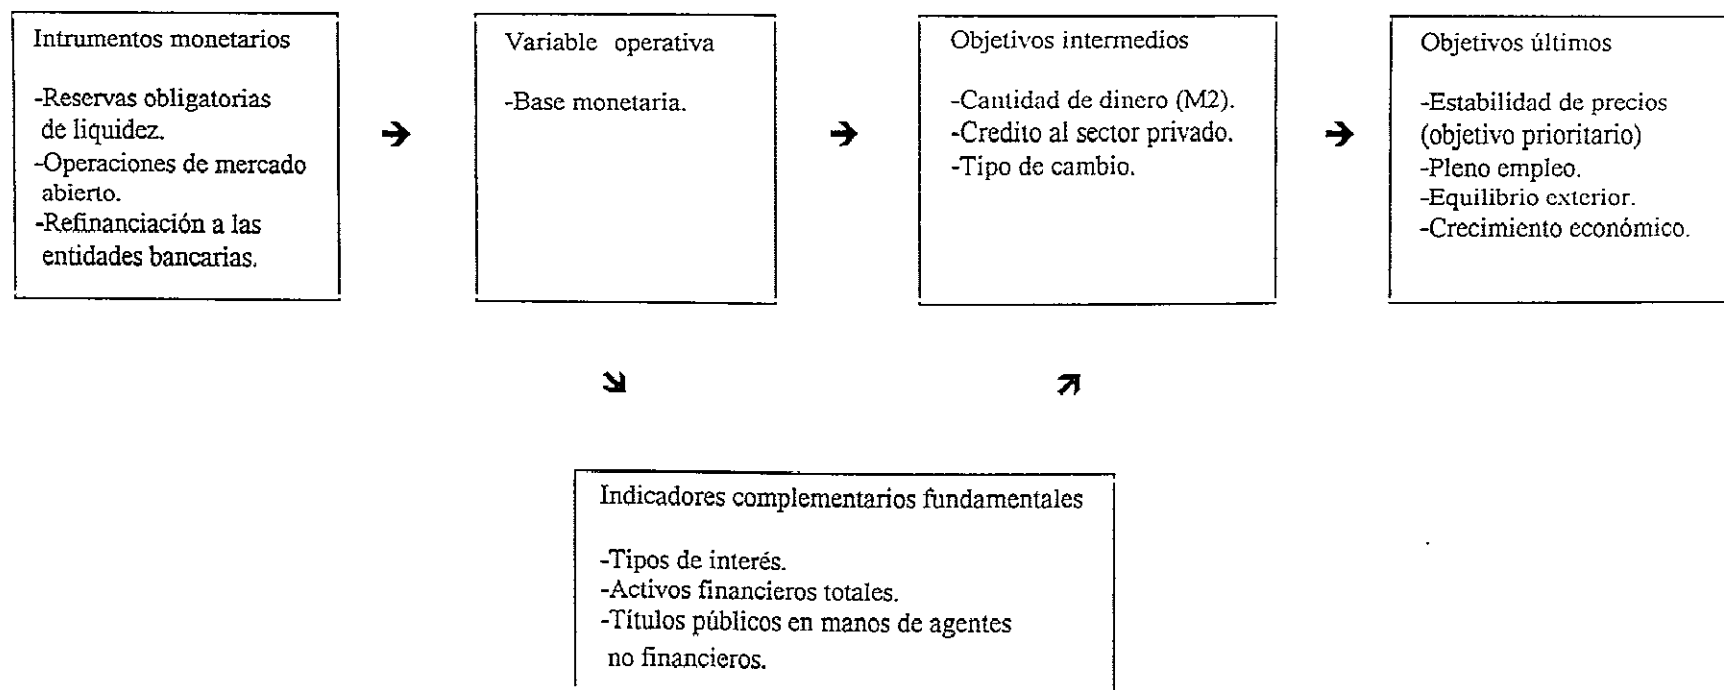 Intrumentos monetarios
-Reservas obligatorias
de liquidez.
-Operaciones de mercado
abierto.
-Refinanciación a las
entidades bancarias.
Variable operativa
-Base monetaria.
Objetivos intermedios
-Cantidad de dinero (M2).
-Credito al sector privado.
-Tipo de cambio.
Objetivos últimos
-Estabilidad de precios
(objetivo prioritario)
-Pleno empleo.
-Equilibrio exterior.
-Crecimiento económico.
Indicadores complementarios fundamentales
-Tipos de interés.
-Activos financieros totales.
-Títulos públicos en manos de agentes
no financieros.